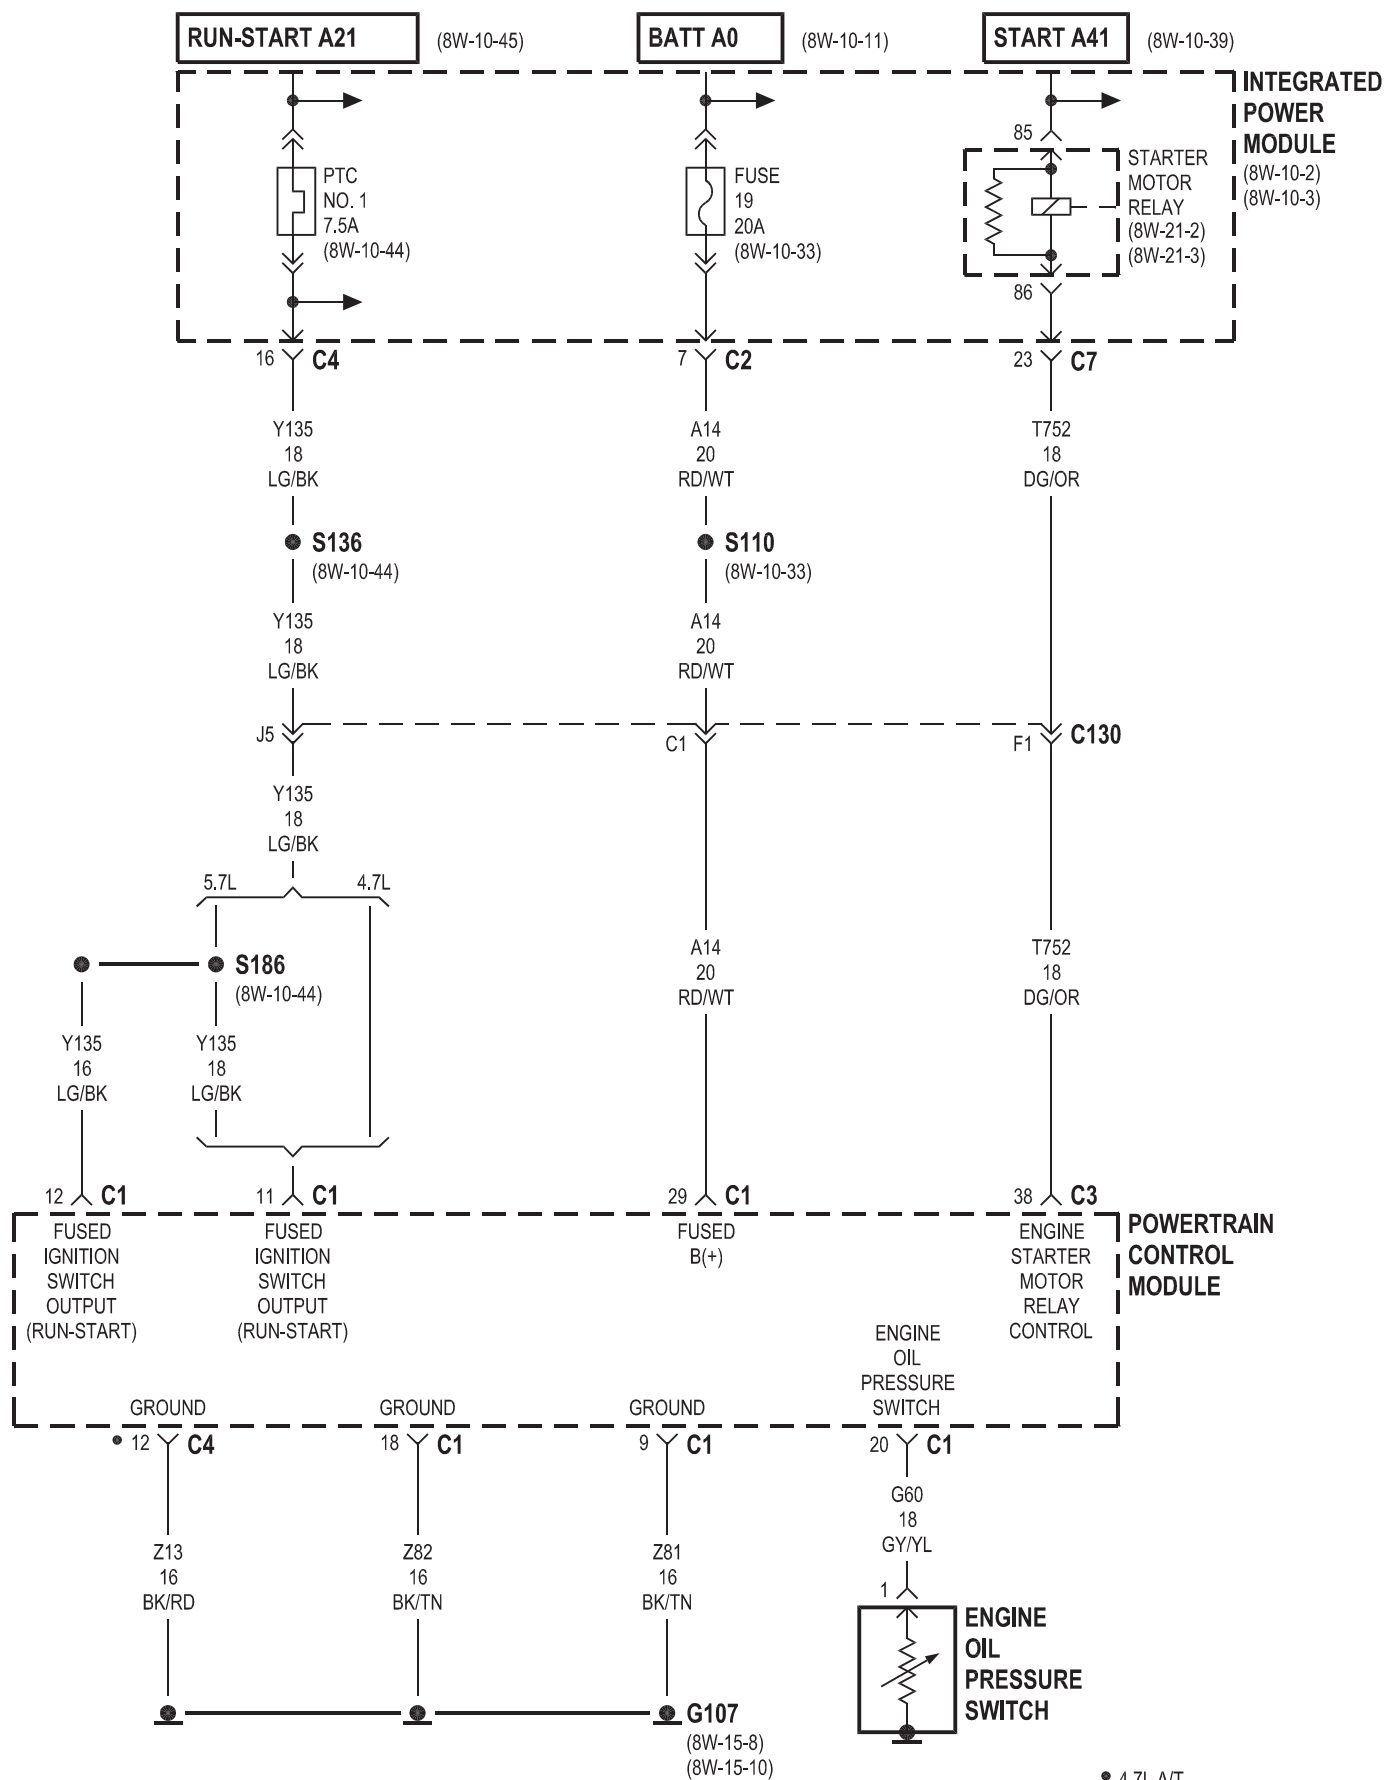 RUN-START A21 (8W-10-45) BATT A0 (8W-10-11) START A41 (8W-10-39)
INTEGRATED
POWER
MODULE
(8W-10-2)
(8W-10-3)
PTC
NO. 1
7.5A
(8W-10-44)
FUSE
19
20A
(8W-10-33)
85
STARTER
MOTOR
RELAY
(8W-21-2)
(8W-21-3)
86
16 C4 7 C2 23 C7
Y135 A14 T752
18 20 18
LG/BK RD/WT DG/OR
S136 S110
(8W-10-44) (8W-10-33)
Y135 A14
18 20
LG/BK RD/WT
J5 C1 F1 C130
Y135
18
LG/BK
5.7L 4.7L
S186
(8W-10-44)
A14 T752
20 18
RD/WT DG/OR
Y135 Y135
16 18
LG/BK LG/BK
12 C1 11 C1 29 C1 38 C3
FUSED
IGNITION
SWITCH
OUTPUT
(RUN-START)
FUSED
IGNITION
SWITCH
OUTPUT
(RUN-START)
FUSED
B(+)
ENGINE
STARTER
MOTOR
RELAY
CONTROL
POWERTRAIN
CONTROL
MODULE
ENGINE
OIL
PRESSURE
SWITCH
GROUND GROUND GROUND
• 12 C4 18 C1 9 C1 20 C1
G60
18
GY/YL
Z13 Z82 Z81
16 16 16
BK/RD BK/TN BK/TN
1
ENGINE
OIL
PRESSURE
SWITCH
G107
(8W-15-8)
(8W-15-10)
• 4.7L A/T